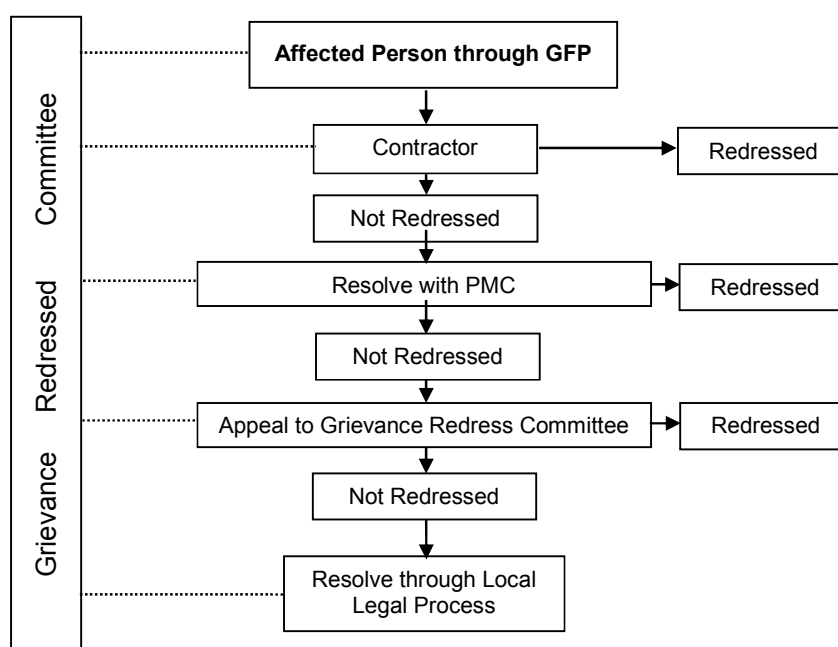 Grievance Redressed Committee
Affected Person through GFP
Contractor
Redressed
Not Redressed
Resolve with PMC
Redressed
Not Redressed
Appeal to Grievance Redress Committee
Redressed
Not Redressed
Resolve through Local
Legal Process